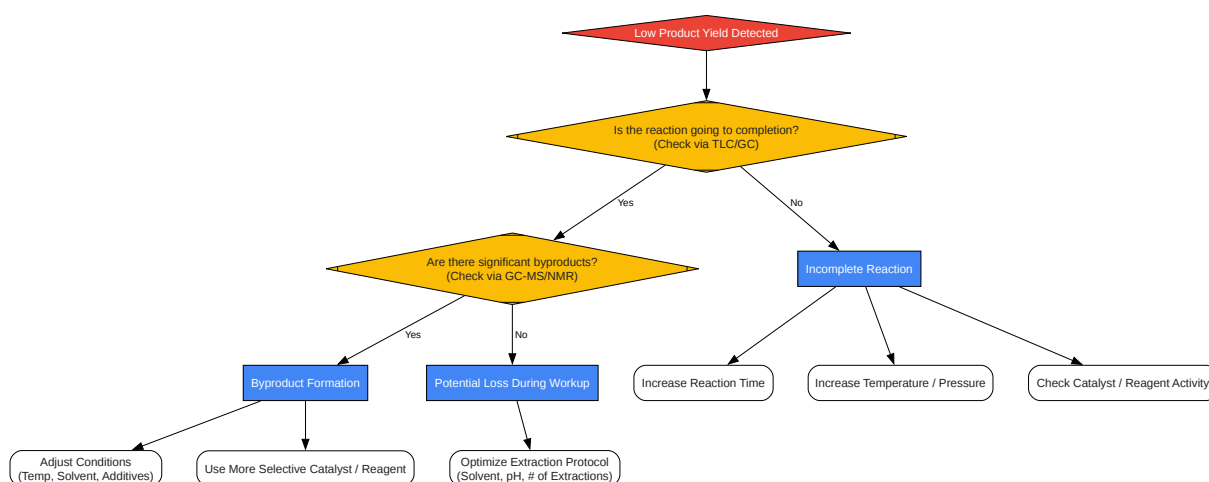 Low Product Yield Detected
Is the reaction going to completion?
(Check via TLC/GC)
Yes
No
Are there significant byproducts?
(Check via GC-MS/NMR)
Incomplete Reaction
Yes
No
Byproduct Formation
Potential Loss During Workup
Increase Reaction Time
Increase Temperature / Pressure
Check Catalyst / Reagent Activity
Adjust Conditions
(Temp, Solvent, Additives)
Use More Selective Catalyst / Reagent
Optimize Extraction Protocol
(Solvent, pH, # of Extractions)